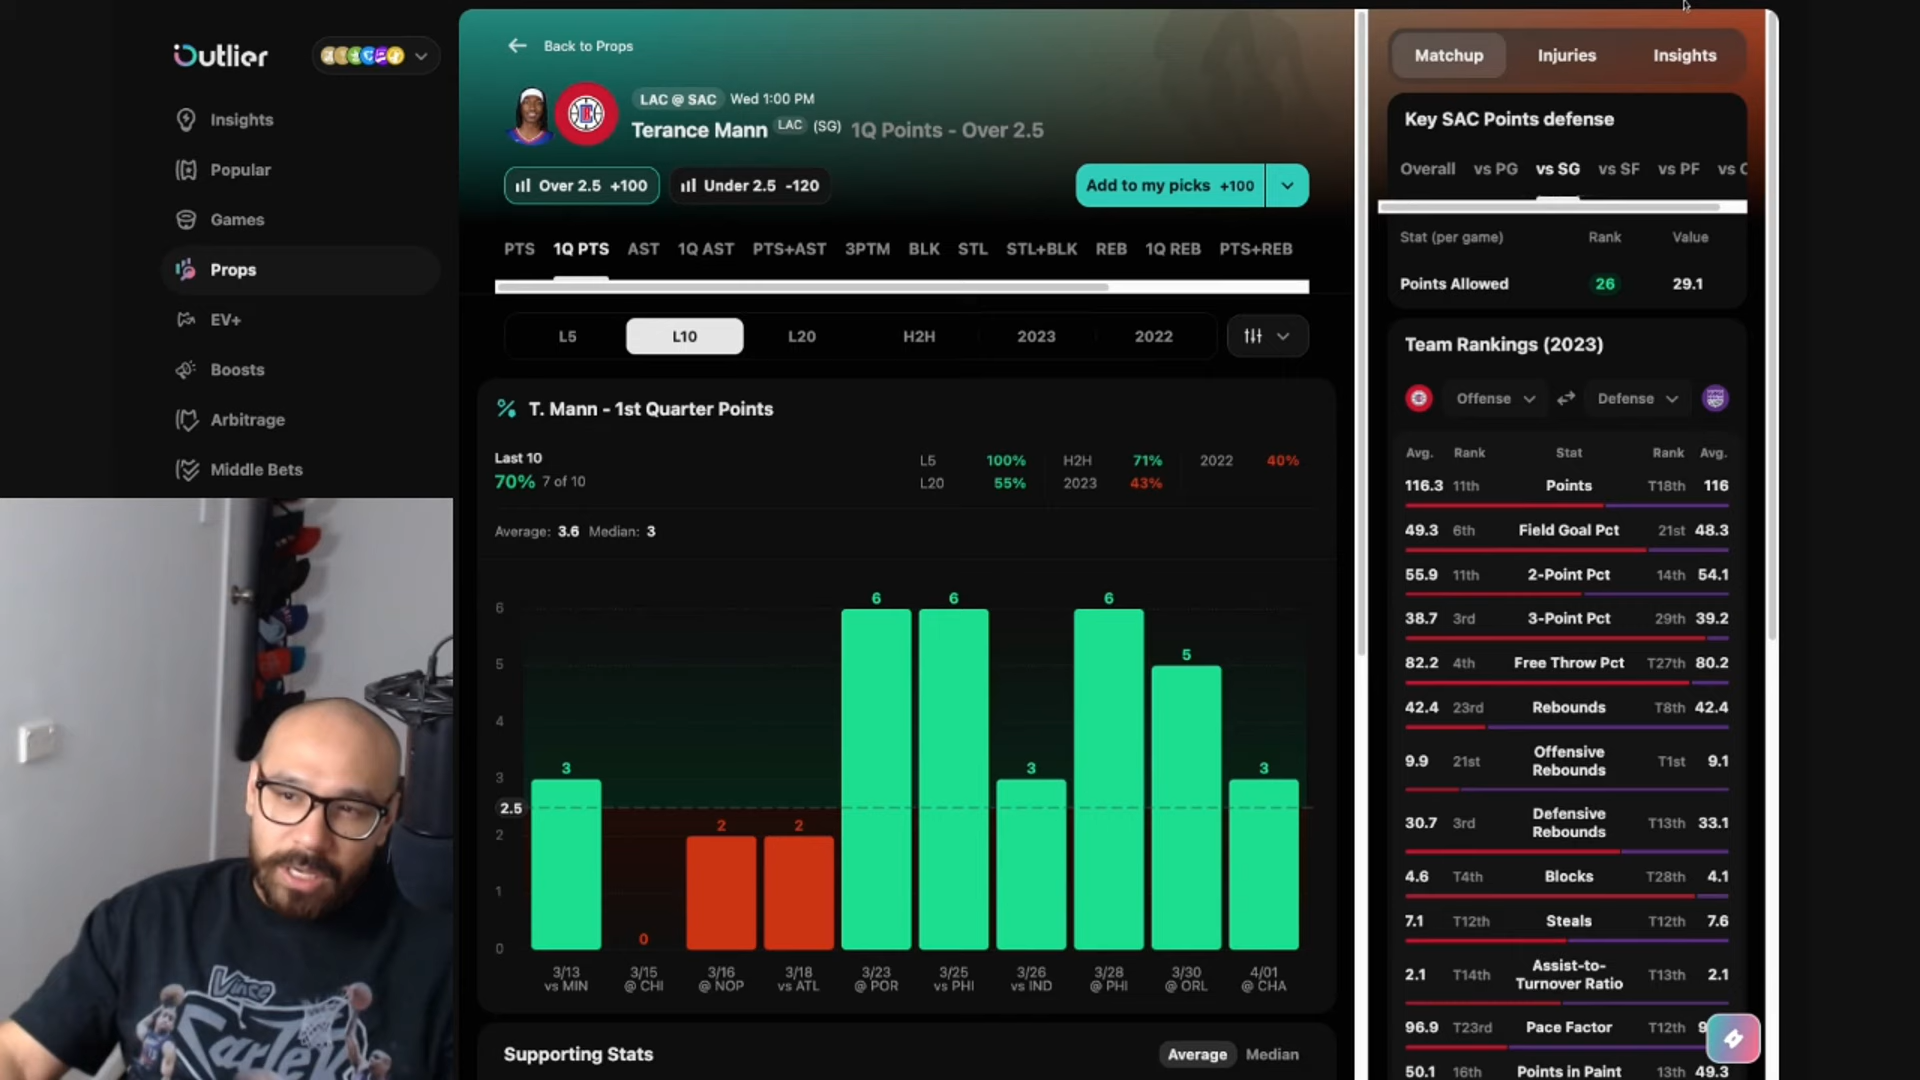 Outlier
Insights
Popular
Games
Props
EV+
Boosts
Arbitrage
Middle Bets
Back to Props
LAC @ SAC Wed 1:00 PM
Terance Mann LAC (SG) 1Q Points - Over 2.5
Over 2.5 +100
Under 2.5 -120
Add to my picks +100
PTS 1Q PTS AST 1Q AST PTS+AST 3PTM BLK STL STL+BLK REB 1Q REB PTS+REB
L5 L10 L20 H2H 2023 2022
T. Mann - 1st Quarter Points
Last 10
70% 7 of 10
L5 100% H2H 71% 2022 40%
L20 55% 2023 43%
Average: 3.6 Median: 3
6
5
4
3
2.5
2
1
0
3
0
2
2
6
6
3
6
5
3
3/13
vs MIN
3/15
@ CHI
3/16
@ NOP
3/18
vs ATL
3/23
@ POR
3/25
vs PHI
3/26
vs IND
3/28
@ PHI
3/30
@ ORL
4/01
@ CHA
Supporting Stats
Average Median
Matchup Injuries Insights
Key SAC Points defense
Overall vs PG vs SG vs SF vs PF vs C
Stat (per game) Rank Value
Points Allowed 26 29.1
Team Rankings (2023)
Offense Defense
Avg. Rank Stat Rank Avg.
116.3 11th Points T18th 116
49.3 6th Field Goal Pct 21st 48.3
55.9 11th 2-Point Pct 14th 54.1
38.7 3rd 3-Point Pct 29th 39.2
82.2 4th Free Throw Pct T27th 80.2
42.4 23rd Rebounds T8th 42.4
9.9 21st Offensive Rebounds T1st 9.1
30.7 3rd Defensive Rebounds T13th 33.1
4.6 T4th Blocks T28th 4.1
7.1 T12th Steals T12th 7.6
2.1 T14th Assist-to-Turnover Ratio T13th 2.1
96.9 T23rd Pace Factor T12th 9
50.1 16th Points in Paint 13th 49.3
Vince
Carter